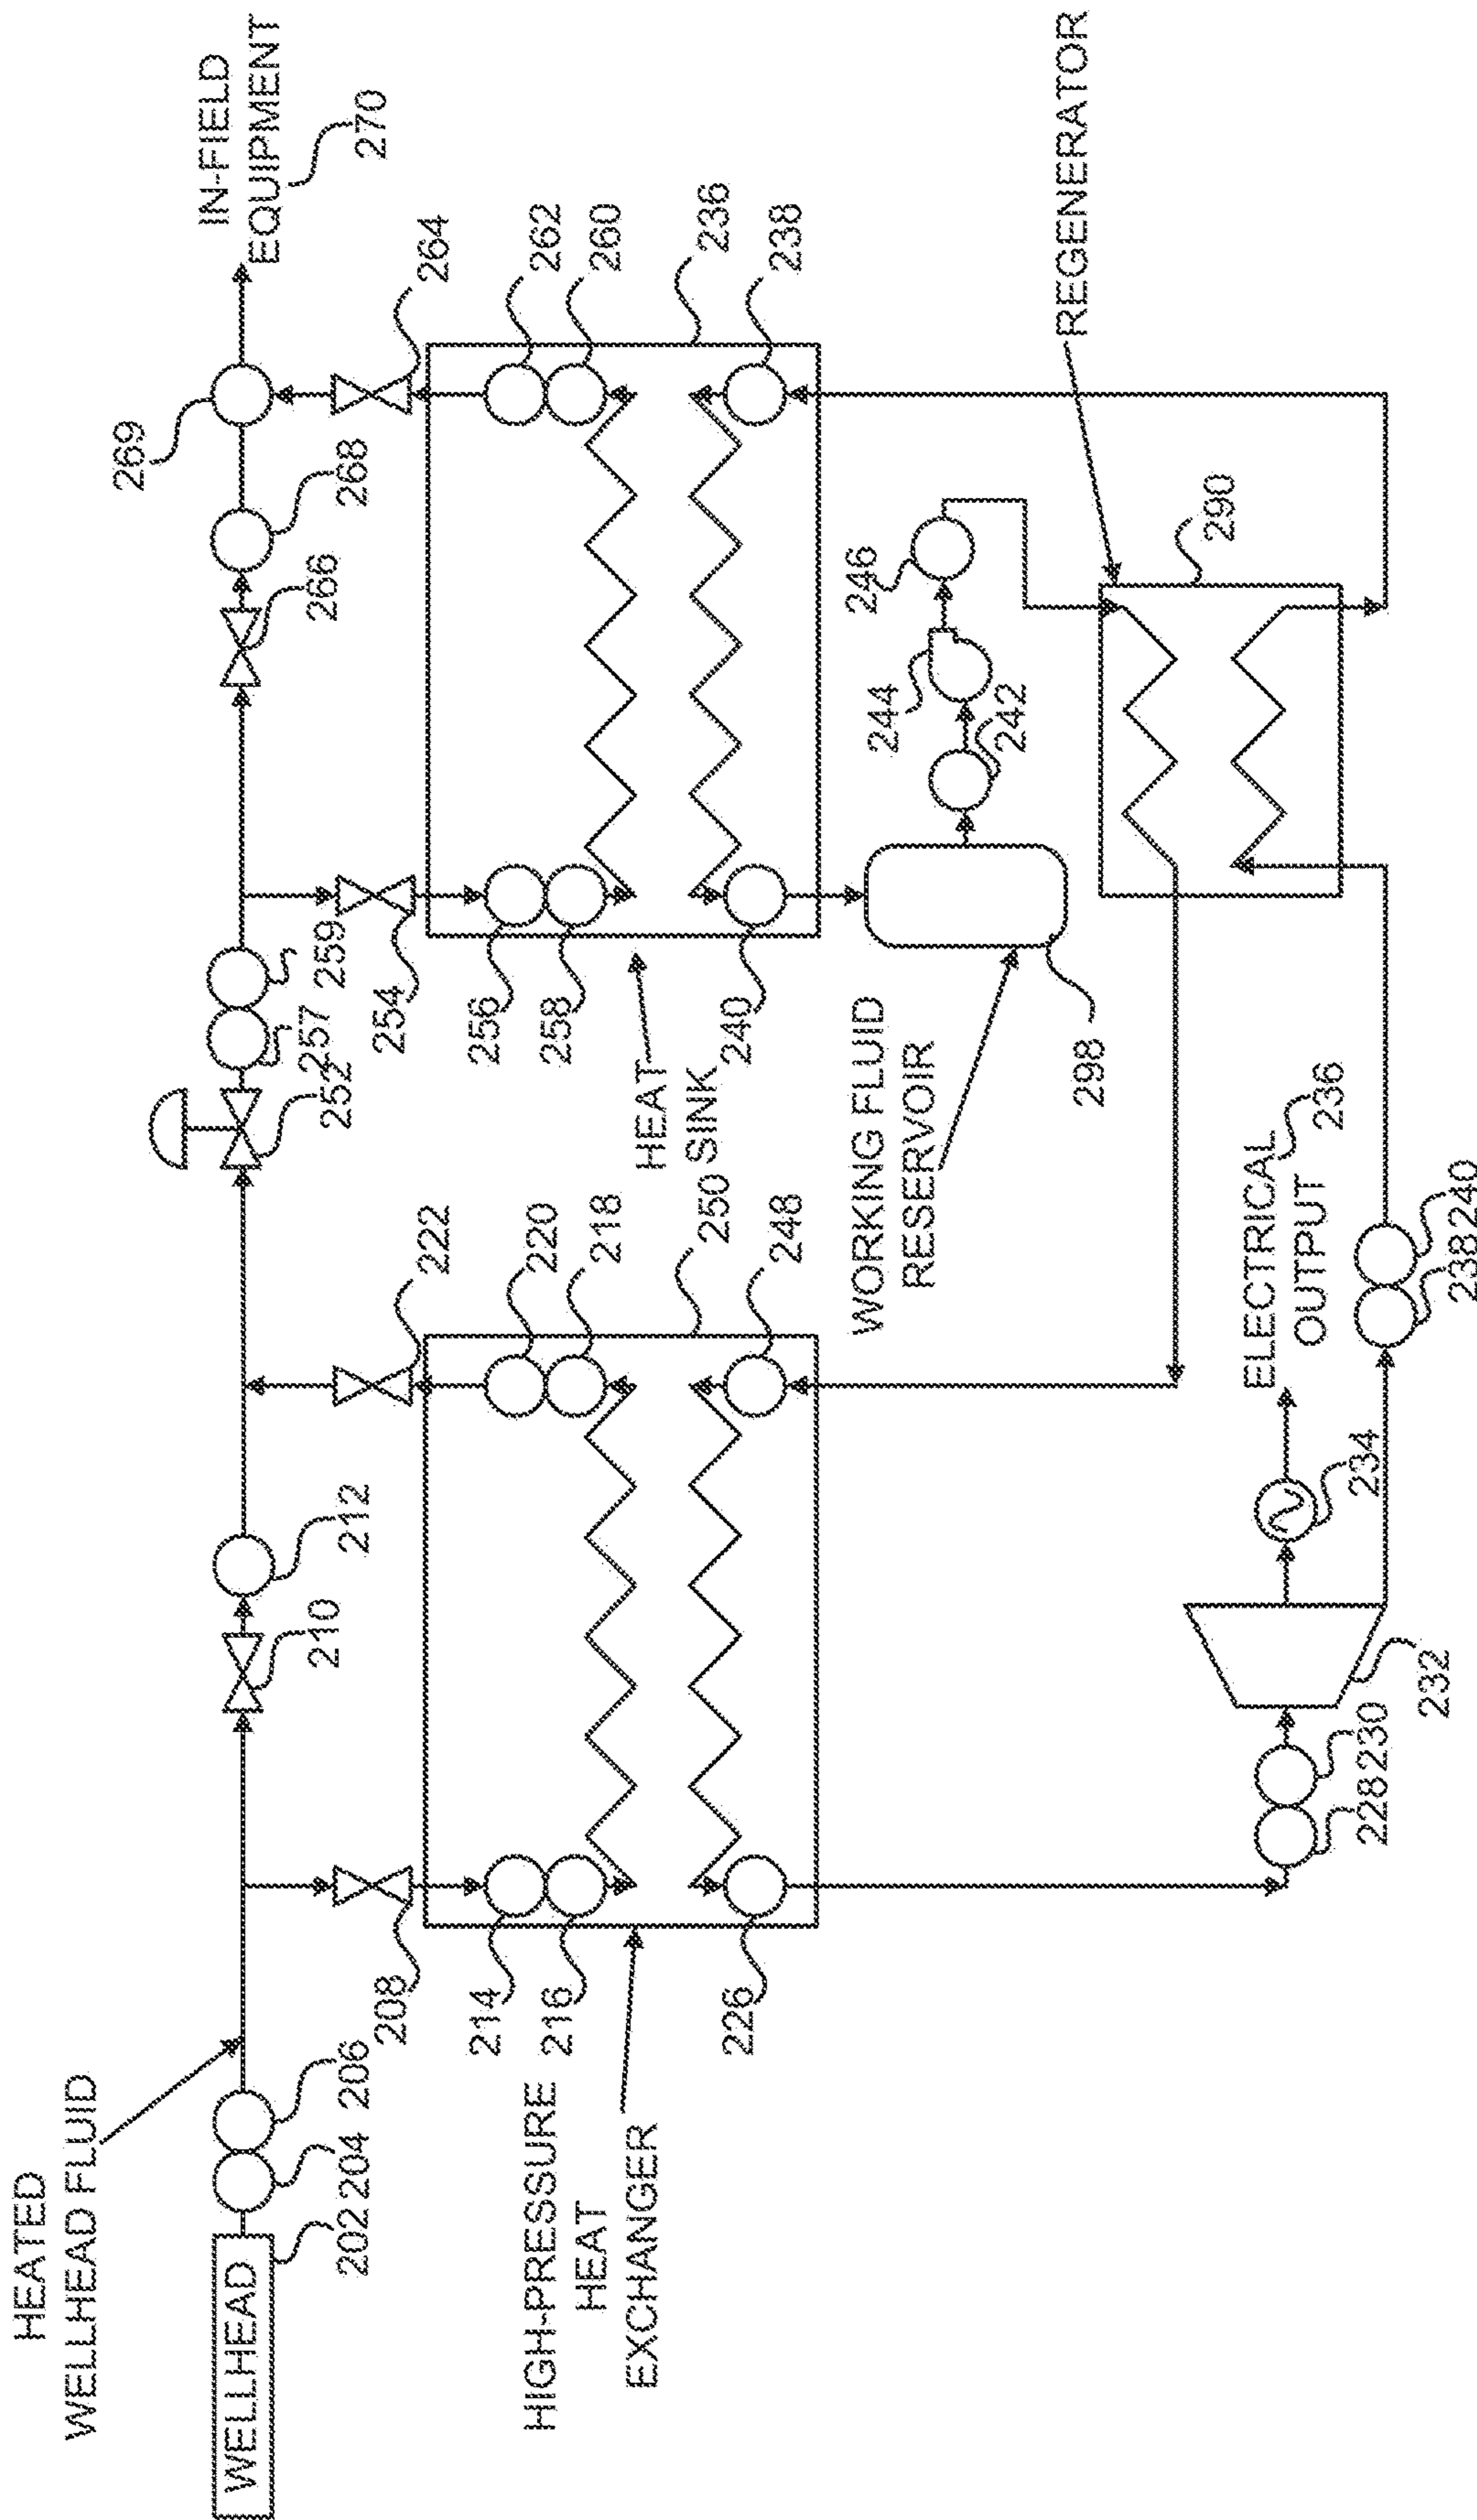 HEATED
WELLHEAD FLUID
WELLHEAD
202
204
206
208
210
212
222
252
257
259
254
266
268
269
264
IN-FIELD
EQUIPMENT
270
HIGH-PRESSURE
HEAT
EXCHANGER
214
216
226
220
218
250
248
HEAT
SINK
256
258
240
262
260
236
238
WORKING FLUID
RESERVOIR
298
242
244
246
REGENERATOR
290
228
230
232
234
ELECTRICAL
OUTPUT
236
238
240